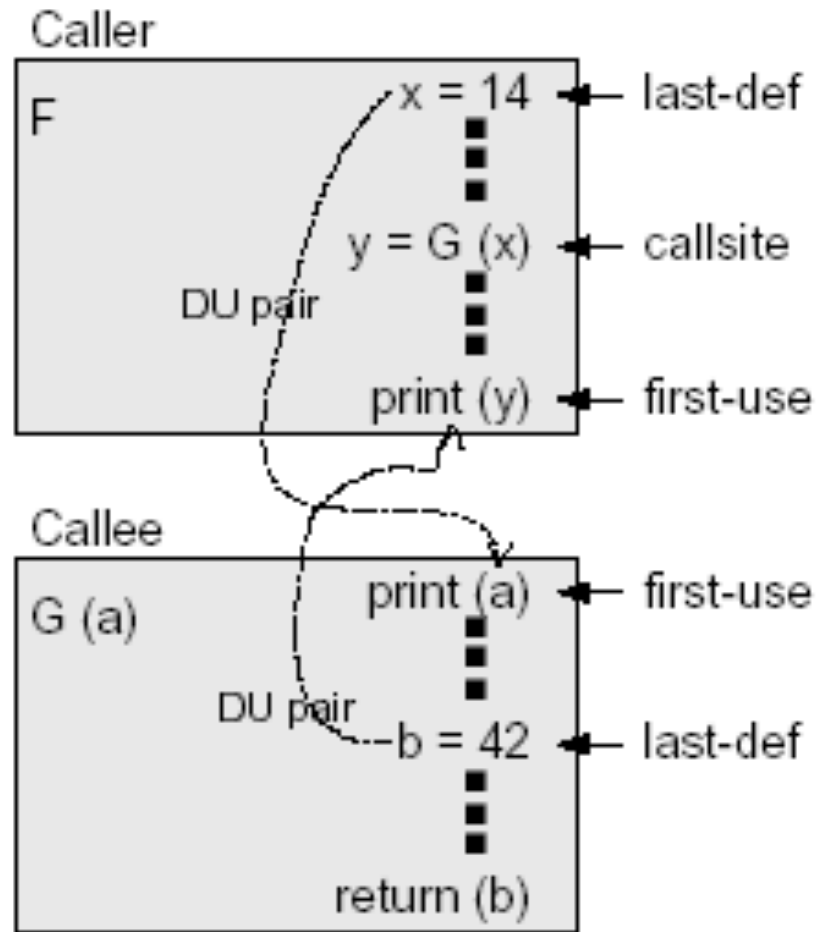 Caller
F
x = 14 last-def
y = G (x) callsite
DU pair
print (y) first-use
Callee
G (a)
print (a) first-use
DU pair
b = 42 last-def
return (b)